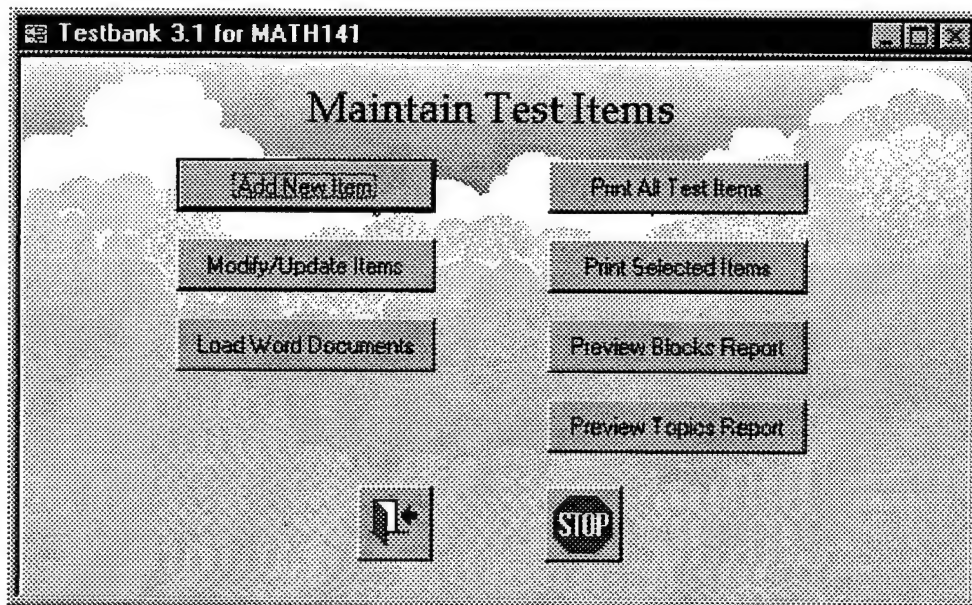 Testbank 3.1 for MATH141
Maintain Test Items
Add New Item
Print All Test Items
Modify/Update Items
Print Selected Items
Load Word Documents
Preview Blocks Report
Preview Topics Report
STOP